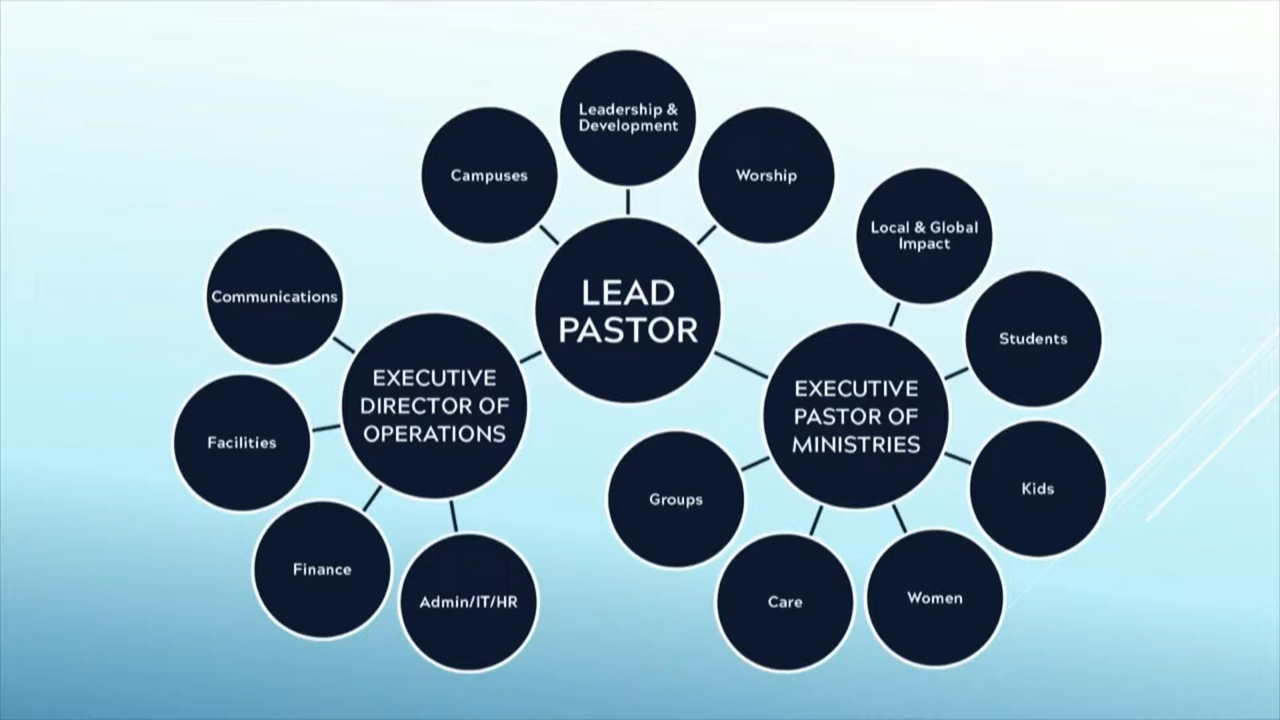 Leadership &
Development
Campuses
Worship
Local & Global
Impact
Communications
LEAD
PASTOR
Students
EXECUTIVE
DIRECTOR OF
OPERATIONS
EXECUTIVE
PASTOR OF
MINISTRIES
Facilities
Groups
Kids
Finance
Admin/IT/HR
Care
Women